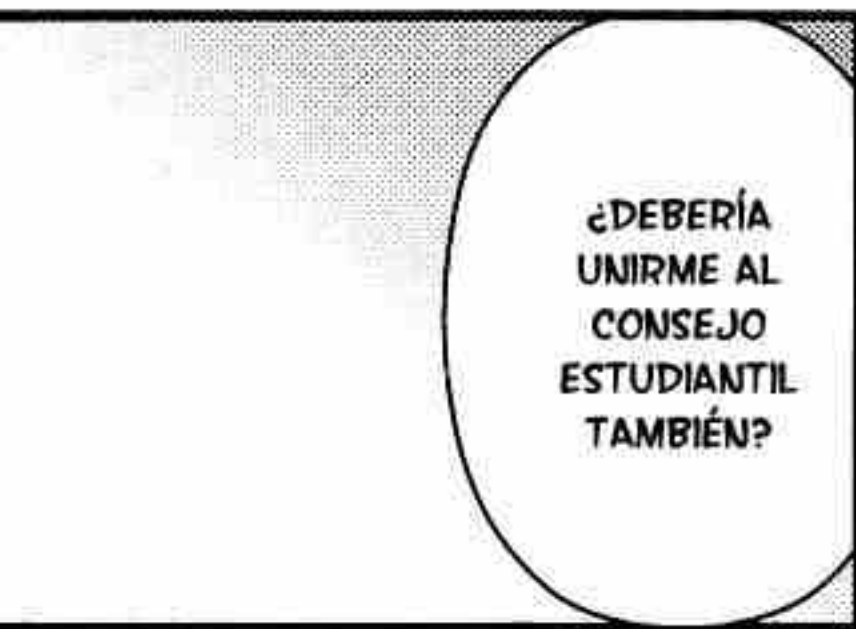 ¿DEBERÍA
UNIRME AL
CONSEJO
ESTUDIANTIL
TAMBIÉN?